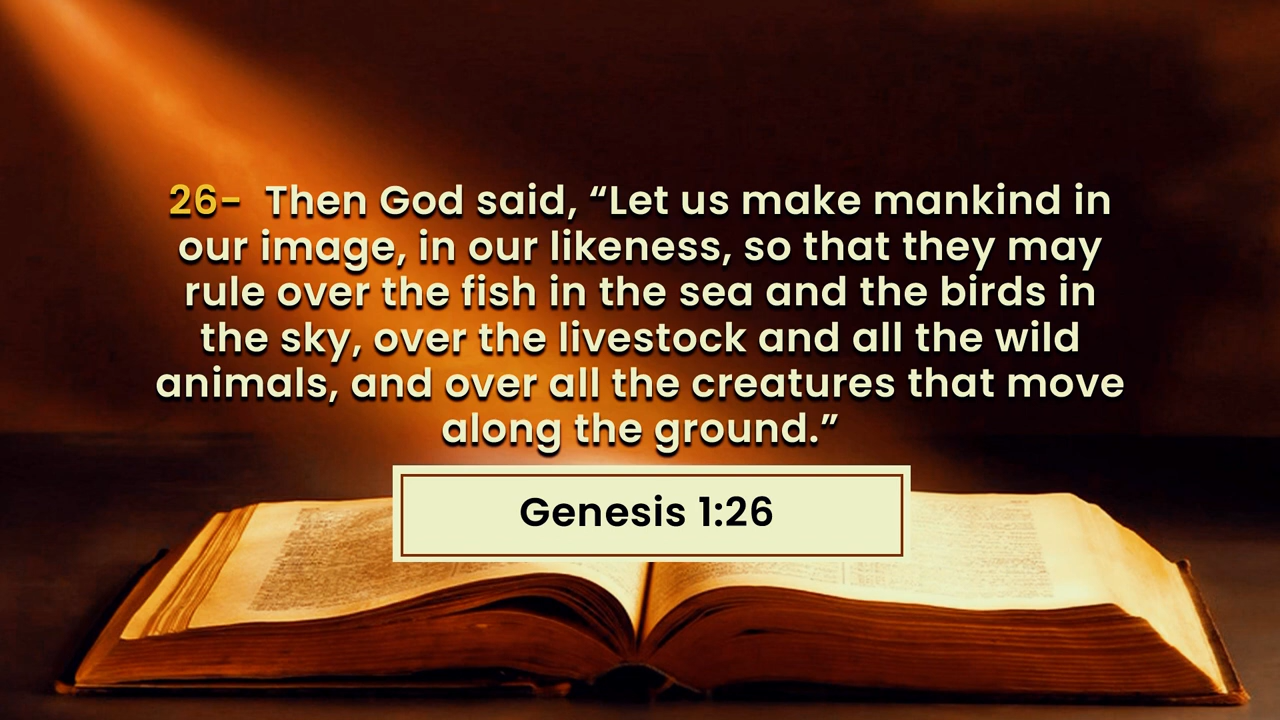 26-  Then God said, “Let us make mankind in
our image, in our likeness, so that they may
rule over the fish in the sea and the birds in
the sky, over the livestock and all the wild
animals, and over all the creatures that move
along the ground.”
Genesis 1:26